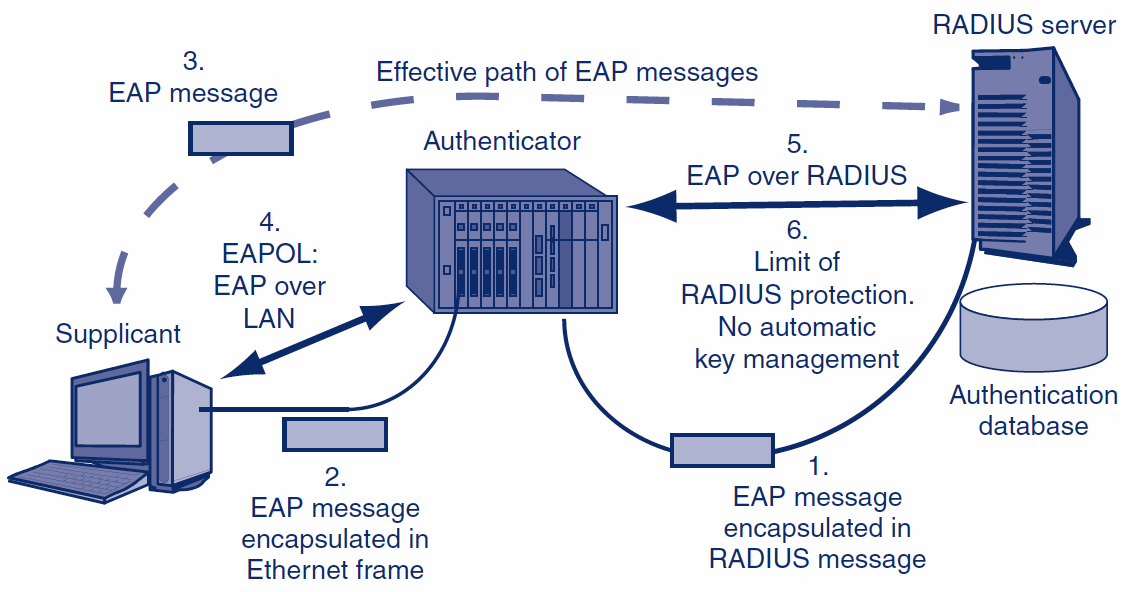 RADIUS server
3.
EAP message
Effective path of EAP messages
Authenticator
5.
EAP over RADIUS
4.
EAPOL:
EAP over
LAN
6.
Limit of
RADIUS protection.
No automatic
key management
Supplicant
Authentication
database
2.
EAP message
encapsulated in
Ethernet frame
1.
EAP message
encapsulated in
RADIUS message